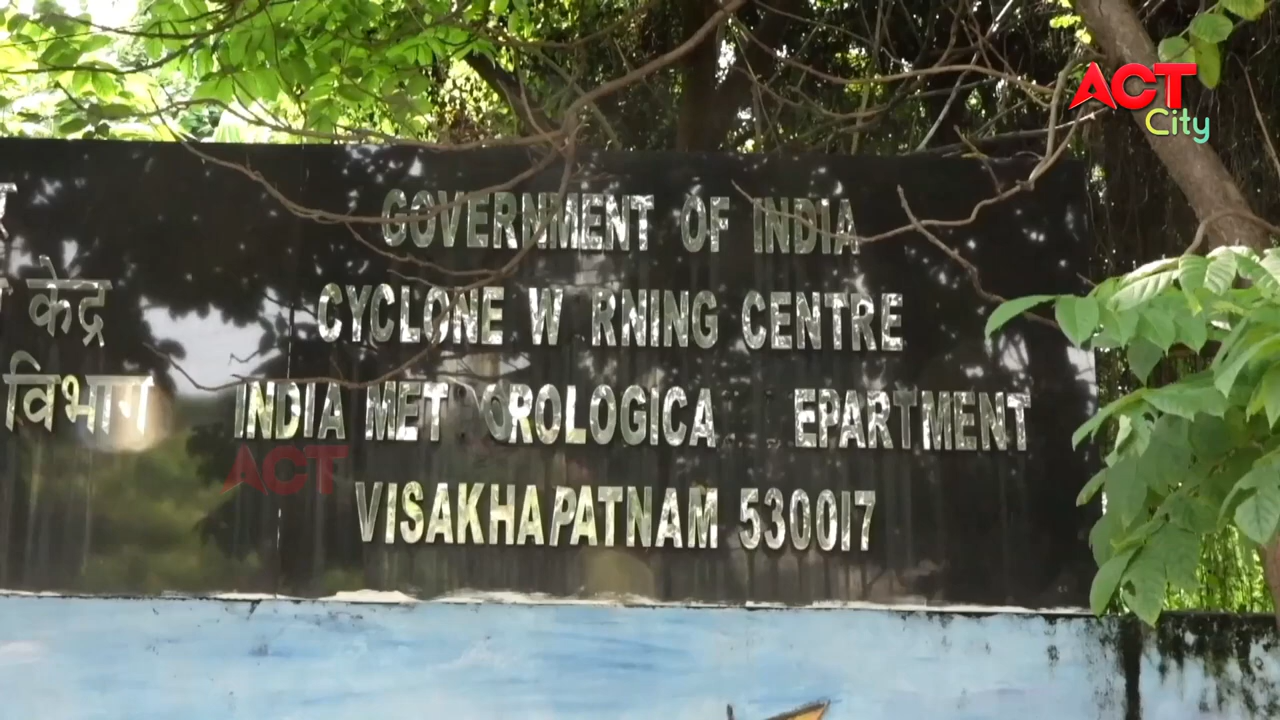 केंद्र
विभाग
GOVERNMENT OF INDIA
CYCLONE W RNING CENTRE
INDIA MET OROLOGICA EPARTMENT
VISAKHAPATNAM 530017
ACT
City
ACT